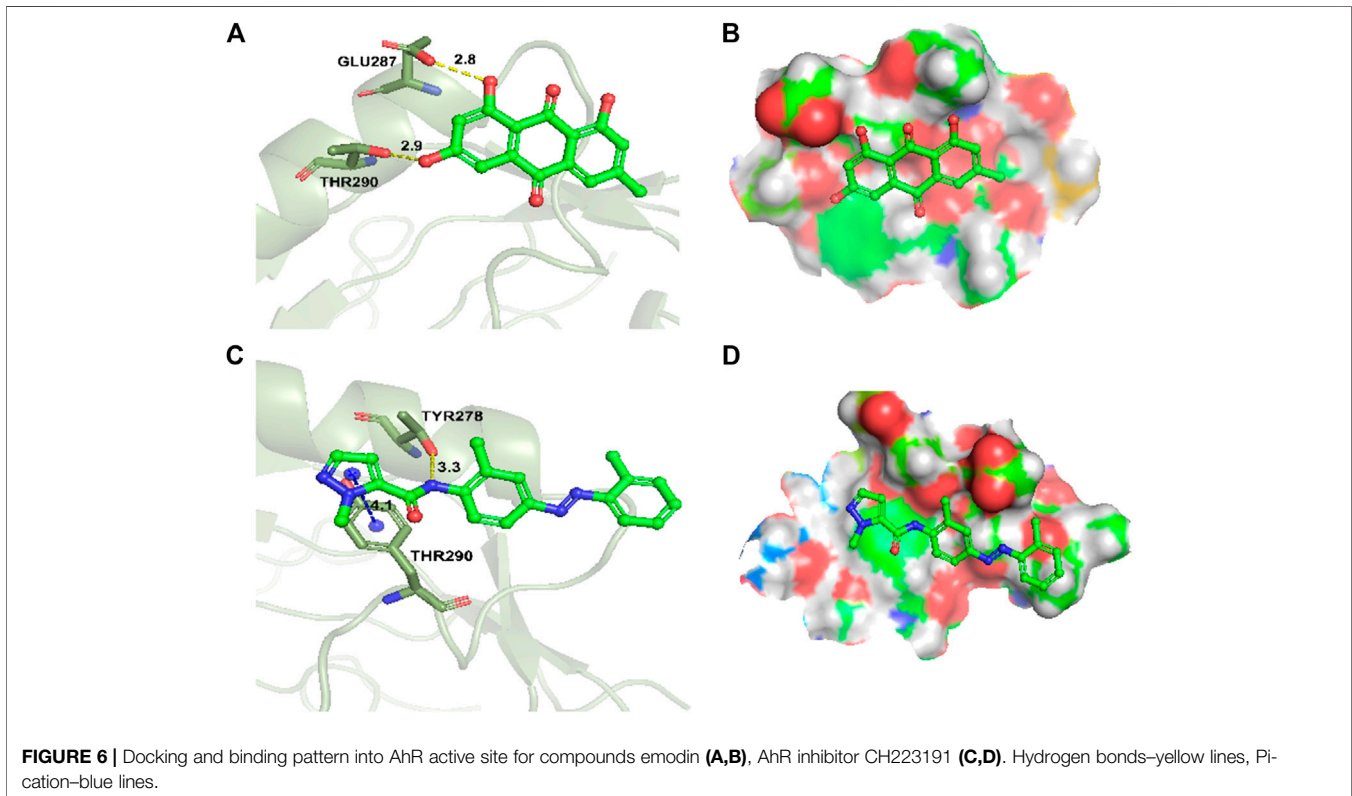 A
B
GLU287
2.8
2.9
THR290
C
D
TYR278
3.3
4.1
THR290
FIGURE 6 | Docking and binding pattern into AhR active site for compounds emodin (A,B), AhR inhibitor CH223191 (C,D). Hydrogen bonds–yellow lines, Pi-
cation–blue lines.